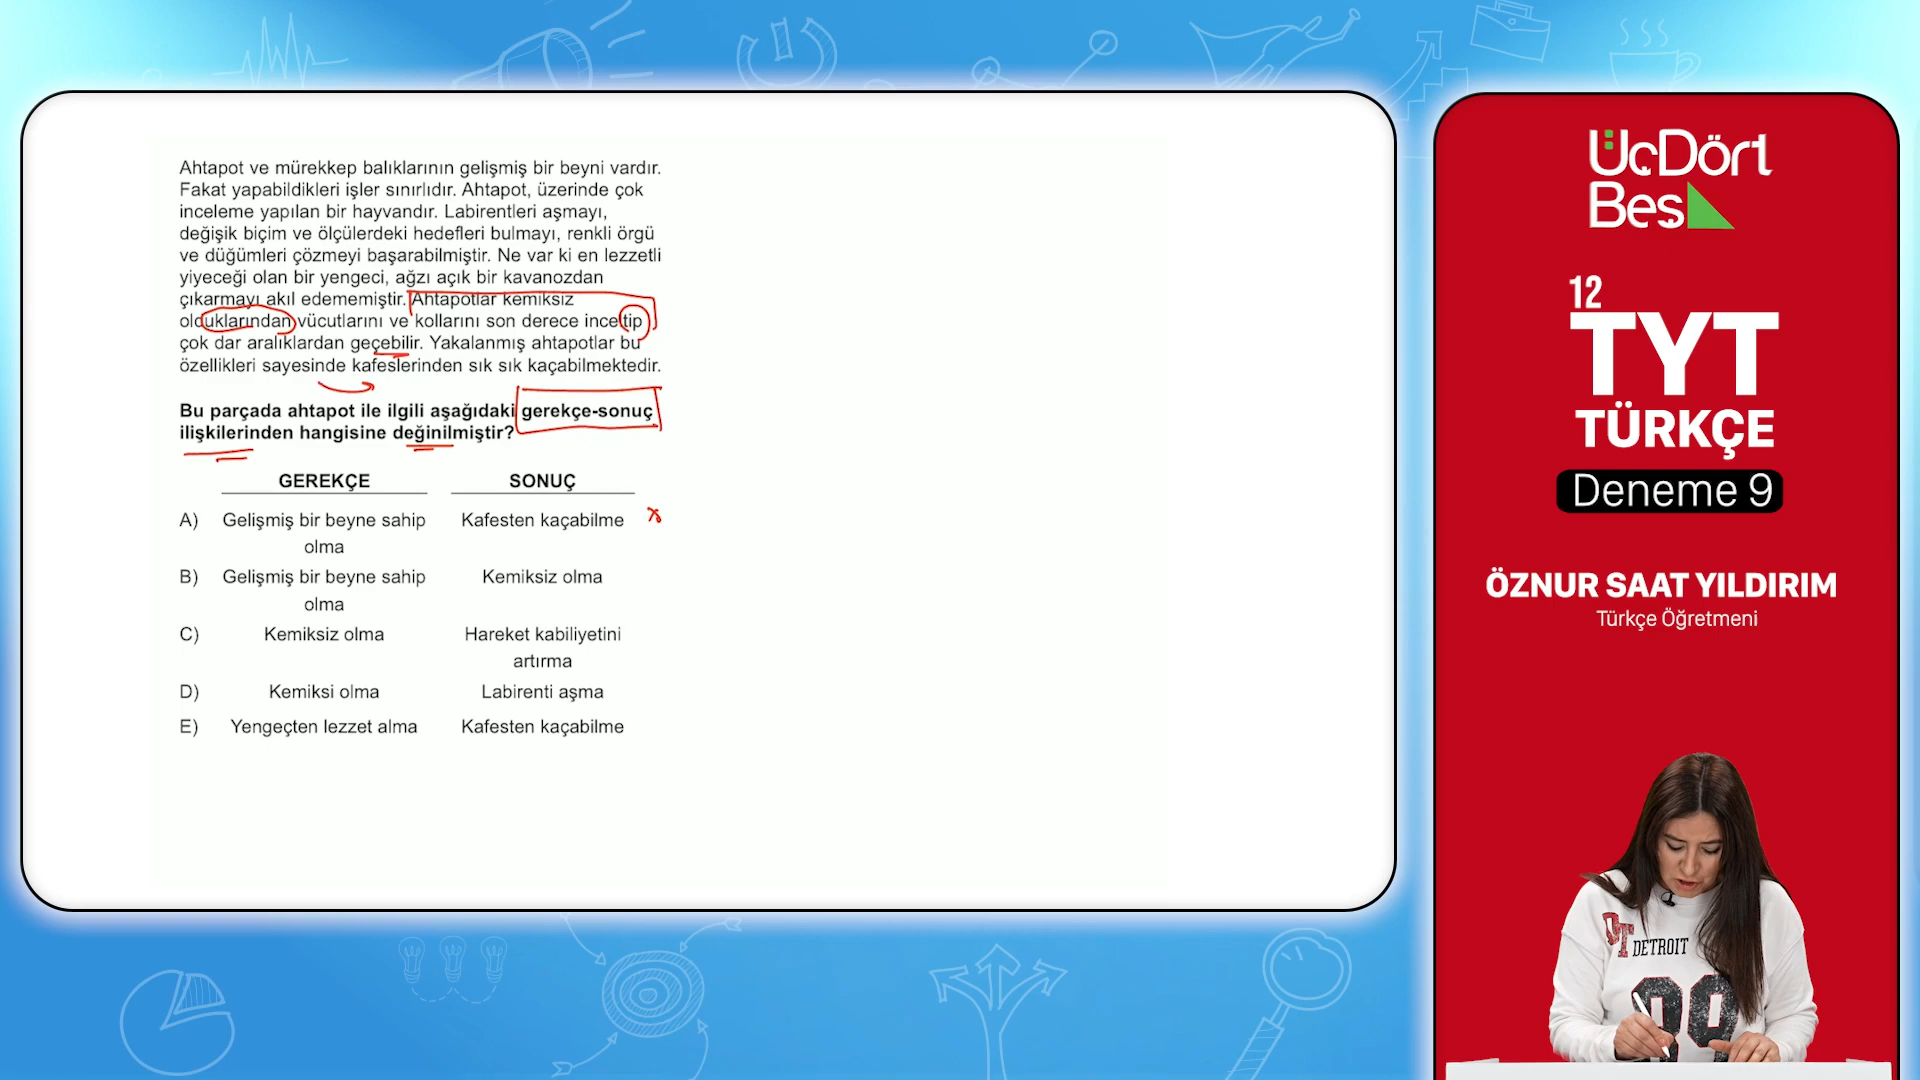 Ahtapot ve mürekkep balıklarının gelişmiş bir beyni vardır.
Fakat yapabildikleri işler sınırlıdır. Ahtapot, üzerinde çok
inceleme yapılan bir hayvandır. Labirentleri aşmayı,
değişik biçim ve ölçülerdeki hedefleri bulmayı, renkli örgü
ve düğümleri çözmeyi başarabilmiştir. Ne var ki en lezzetli
yiyeceği olan bir yengeci, ağzı açık bir kavanozdan
çıkarmayı akıl edememiştir. Ahtapotlar kemiksiz
olduklarından vücutlarını ve kollarını son derece inceltip
çok dar aralıklardan geçebilir. Yakalanmış ahtapotlar bu
özellikleri sayesinde kafeslerinden sık sık kaçabilmektedir.
Bu parçada ahtapot ile ilgili aşağıdaki gerekçe-sonuç
ilişkilerinden hangisine değinilmiştir?
GEREKÇE SONUÇ
A) Gelişmiş bir beyne sahip Kafesten kaçabilme
olma
B) Gelişmiş bir beyne sahip Kemiksiz olma
olma
C) Kemiksiz olma Hareket kabiliyetini
artırma
D) Kemiksi olma Labirenti aşma
E) Yengeçten lezzet alma Kafesten kaçabilme
ÜçDört
Beş
12
TYT
TÜRKÇE
Deneme 9
ÖZNUR SAAT YILDIRIM
Türkçe Öğretmeni
DT DETROIT
99